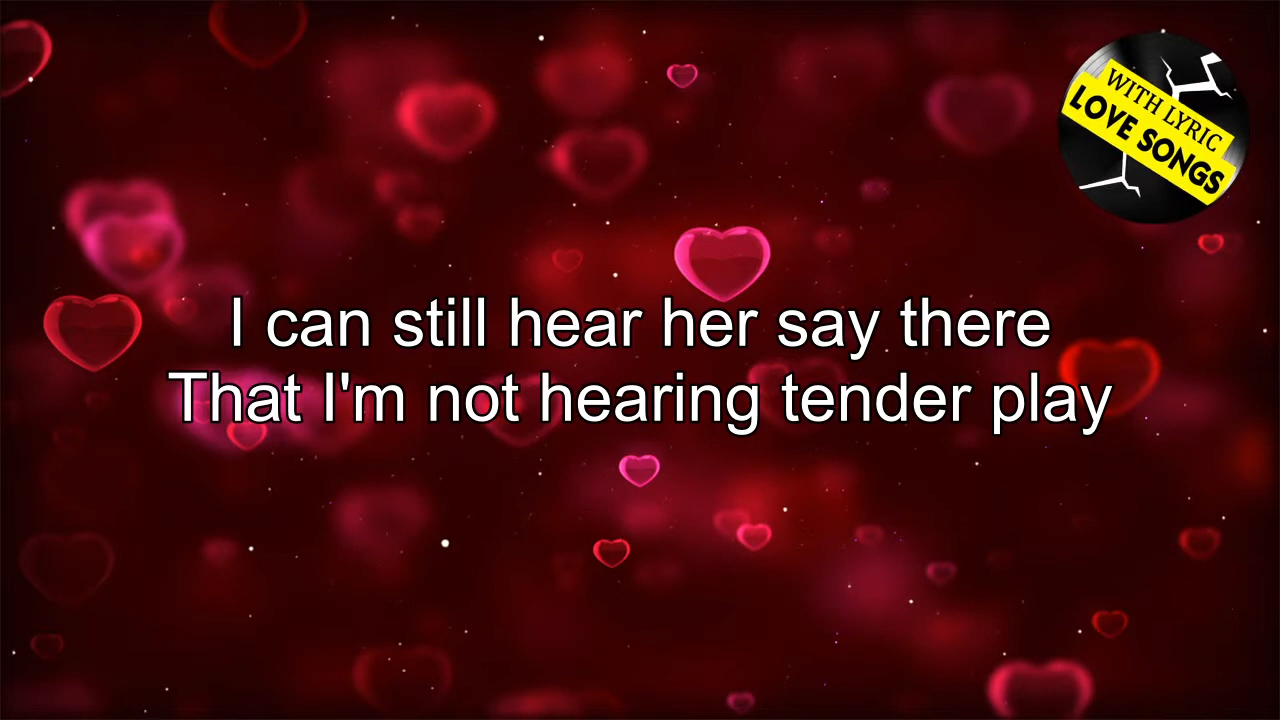 WITH LYRIC
LOVE SONGS
I can still hear her say there
That I'm not hearing tender play